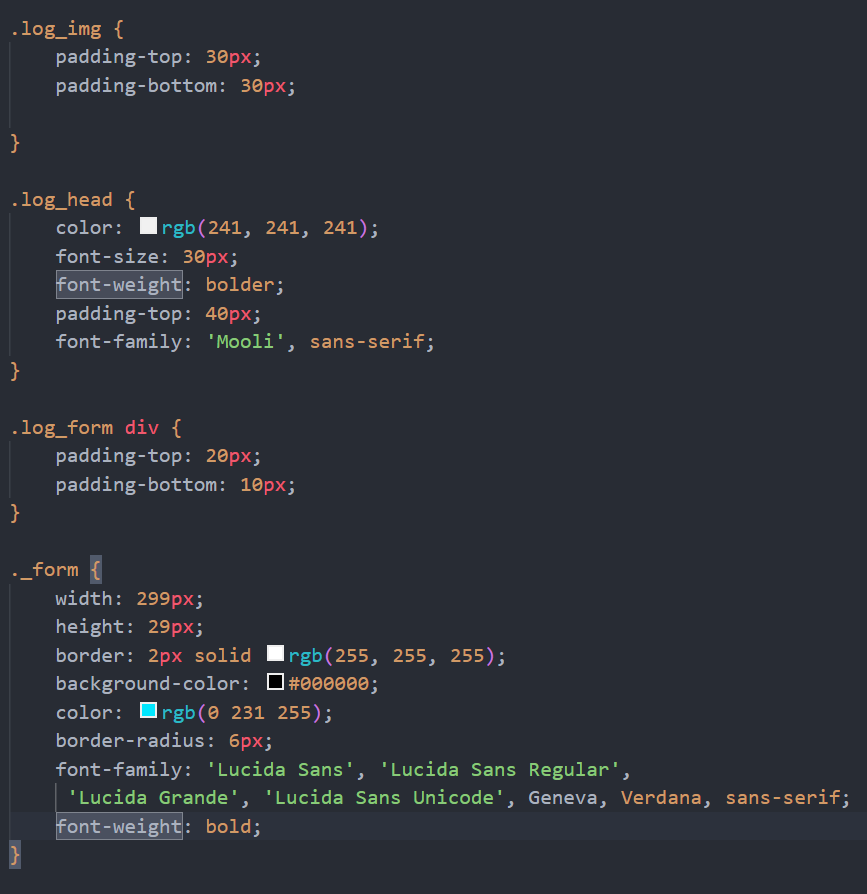 .log_img {
    padding-top: 30px;
    padding-bottom: 30px;

}

.log_head {
    color: rgb(241, 241, 241);
    font-size: 30px;
    font-weight: bolder;
    padding-top: 40px;
    font-family: 'Mooli', sans-serif;
}

.log_form div {
    padding-top: 20px;
    padding-bottom: 10px;
}

._form {
    width: 299px;
    height: 29px;
    border: 2px solid rgb(255, 255, 255);
    background-color: #000000;
    color: rgb(0 231 255);
    border-radius: 6px;
    font-family: 'Lucida Sans', 'Lucida Sans Regular',
     'Lucida Grande', 'Lucida Sans Unicode', Geneva, Verdana, sans-serif;
    font-weight: bold;
}